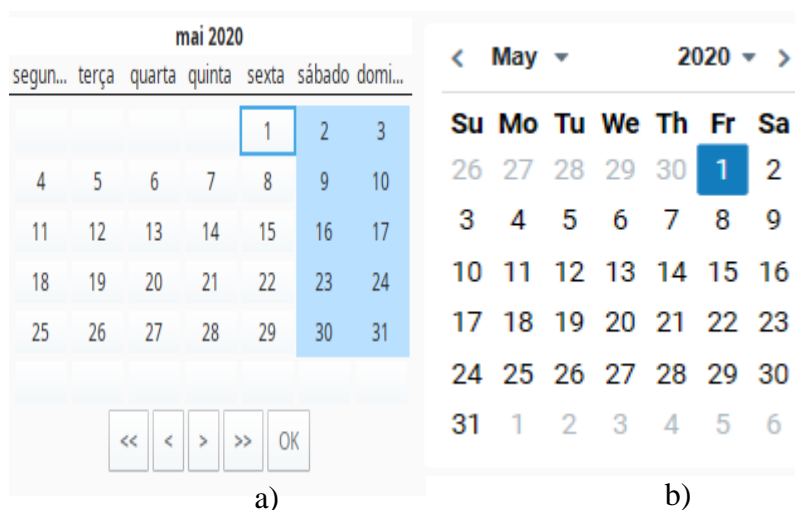 mai 2020
segun... terça quarta quinta sexta sábado domi...
1 2 3
4 5 6 7 8 9 10
11 12 13 14 15 16 17
18 19 20 21 22 23 24
25 26 27 28 29 30 31
<< < > >> OK
a)
< May 2020 >
Su Mo Tu We Th Fr Sa
26 27 28 29 30 1 2
3 4 5 6 7 8 9
10 11 12 13 14 15 16
17 18 19 20 21 22 23
24 25 26 27 28 29 30
31 1 2 3 4 5 6
b)